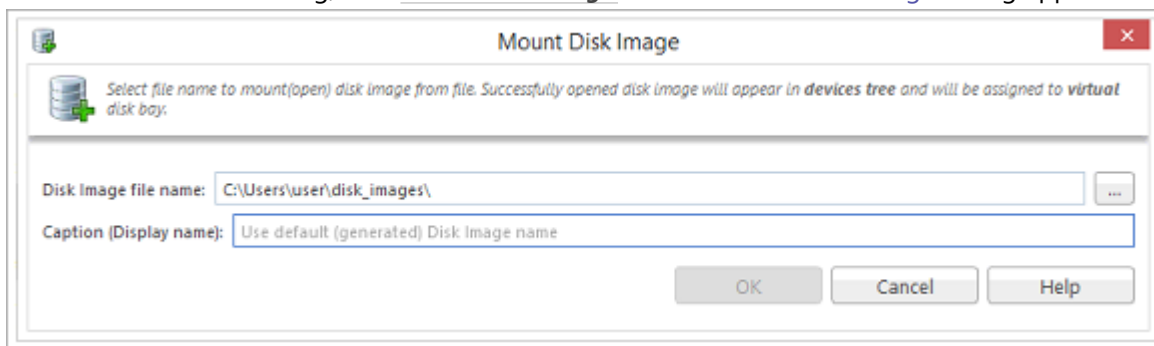 Mount Disk Image
Select file name to mount(open) disk image from file. Successfully opened disk image will appear in devices tree and will be assigned to virtual
disk bay.
Disk Image file name: C:\Users\user\disk_images\ ...
Caption (Display name): Use default (generated) Disk Image name
OK Cancel Help